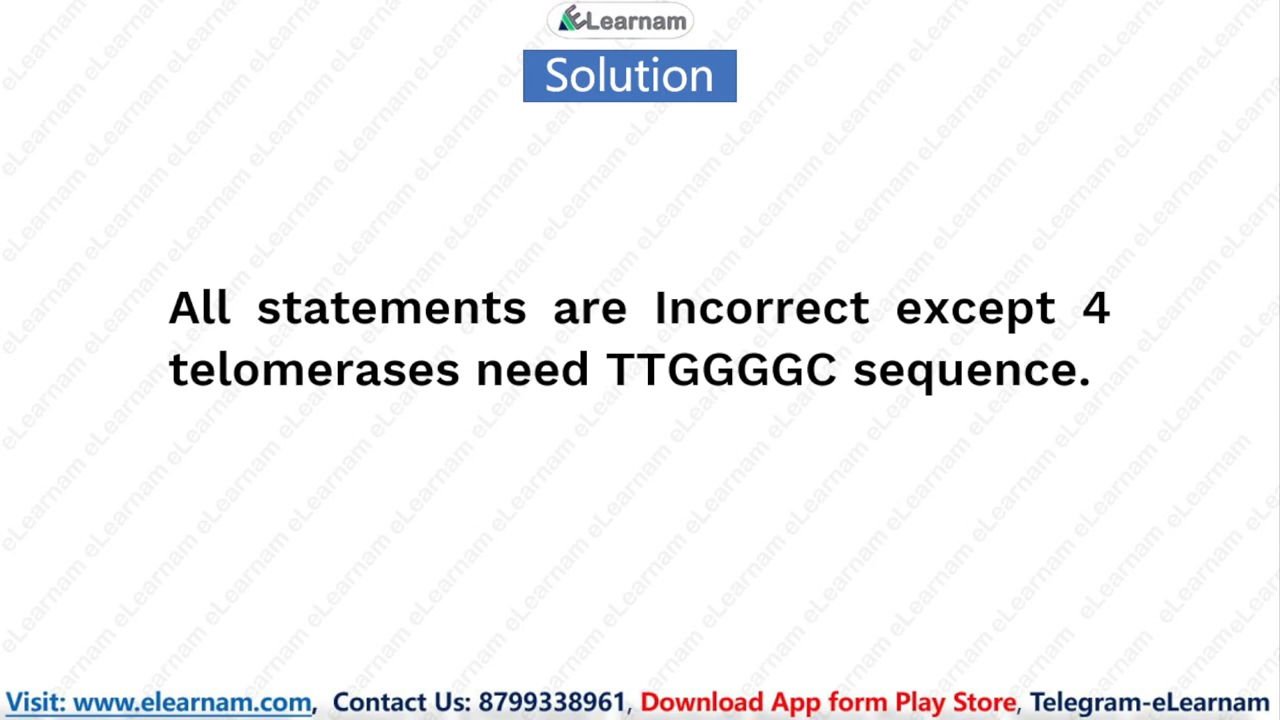 ELearnam
Solution
All statements are Incorrect except 4
telomerases need TTGGGGC sequence.
Visit: www.elearnam.com, Contact Us: 8799338961, Download App form Play Store, Telegram-eLearnam